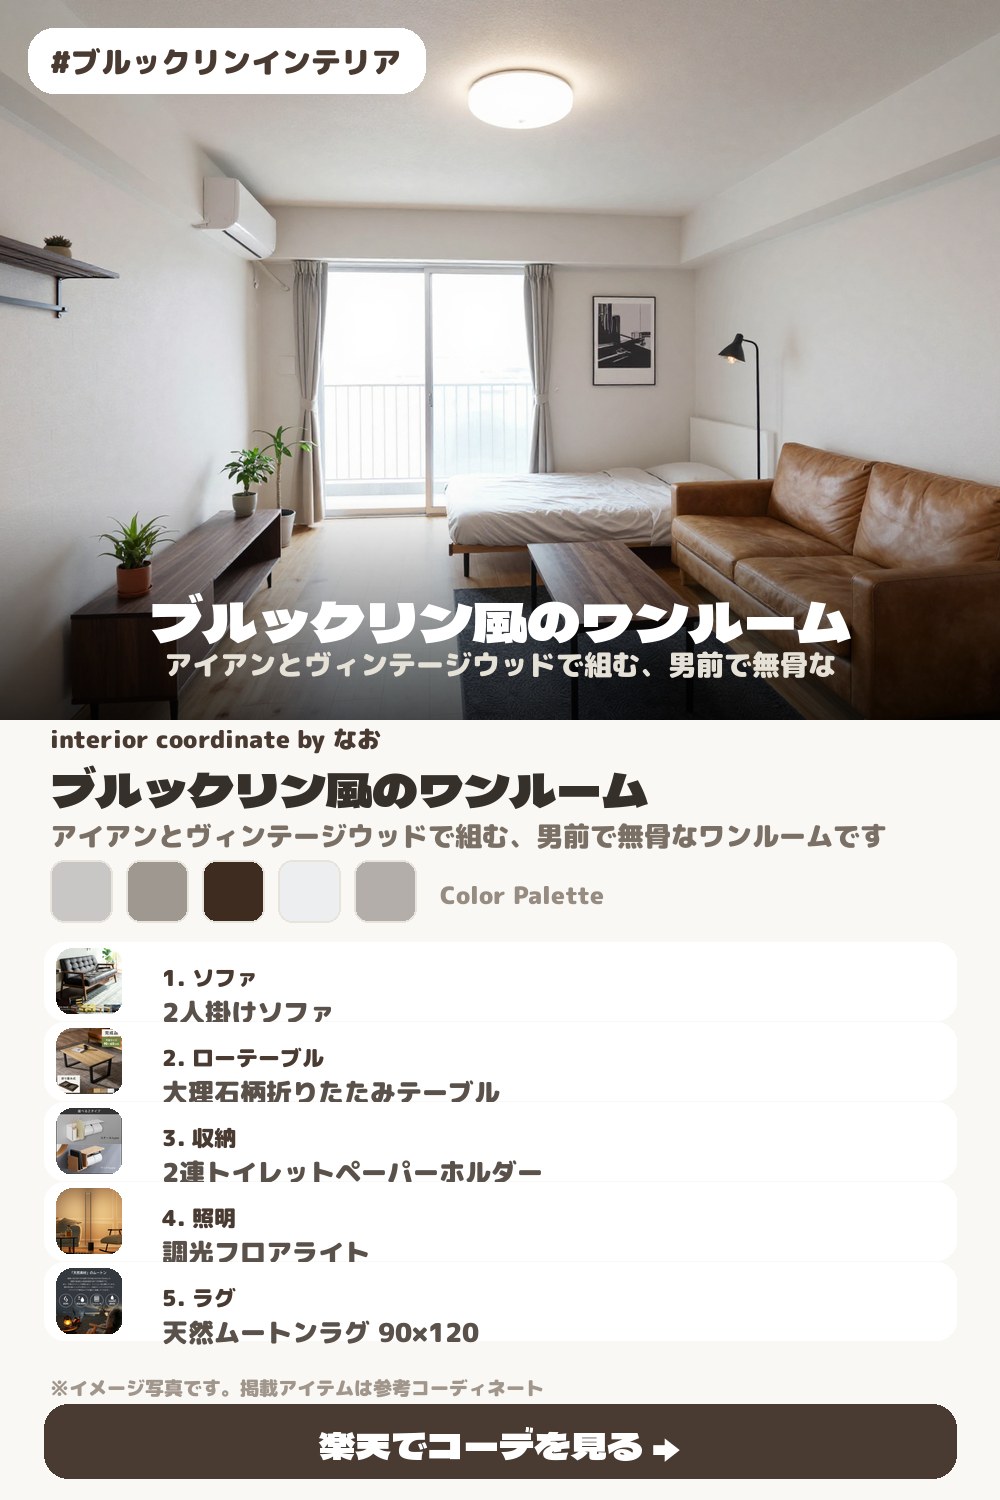 #ブルックリンインテリア
ブルックリン風のワンルーム
アイアンとヴィンテージウッドで組む、男前で無骨な
interior coordinate by なお
ブルックリン風のワンルーム
アイアンとヴィンテージウッドで組む、男前で無骨なワンルームです
Color Palette
1. ソファ
2人掛けソファ
2. ローテーブル
大理石柄折りたたみテーブル
3. 収納
2連トイレットペーパーホルダー
4. 照明
調光フロアライト
5. ラグ
天然ムートンラグ 90×120
※イメージ写真です。掲載アイテムは参考コーディネート
楽天でコーデを見る →